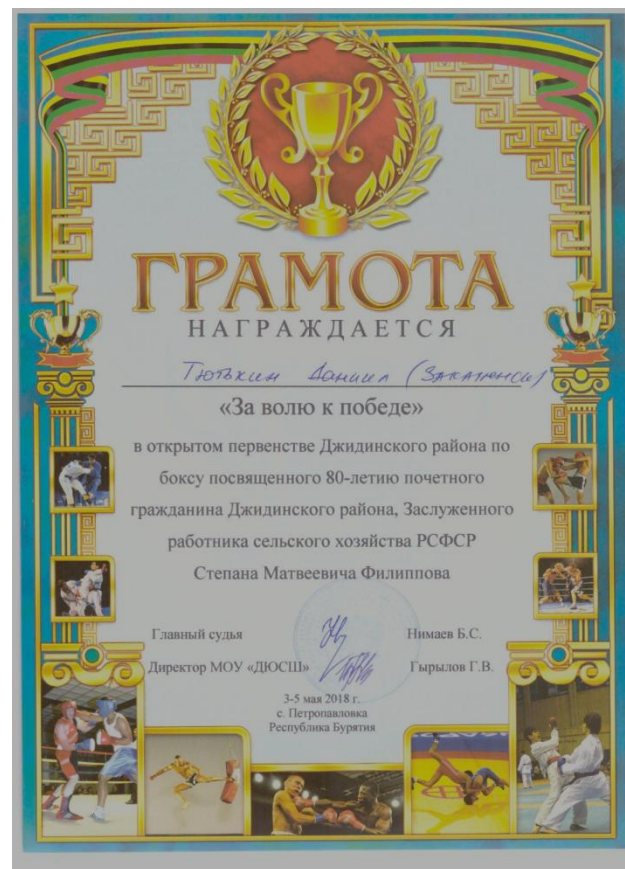 ГРАМОТА
НАГРАЖДАЕТСЯ
Тютькин Даниил (Закаменск)
«За волю к победе»
в открытом первенстве Джидинского района по
боксу посвященного 80-летию почетного
гражданина Джидинского района, Заслуженного
работника сельского хозяйства РСФСР
Степана Матвеевича Филиппова
Главный судья Нимаев Б.С.
Директор МОУ «ДЮСШ» Гырылов Г.В.
3-5 мая 2018 г.
с. Петропавловка
Республика Бурятия